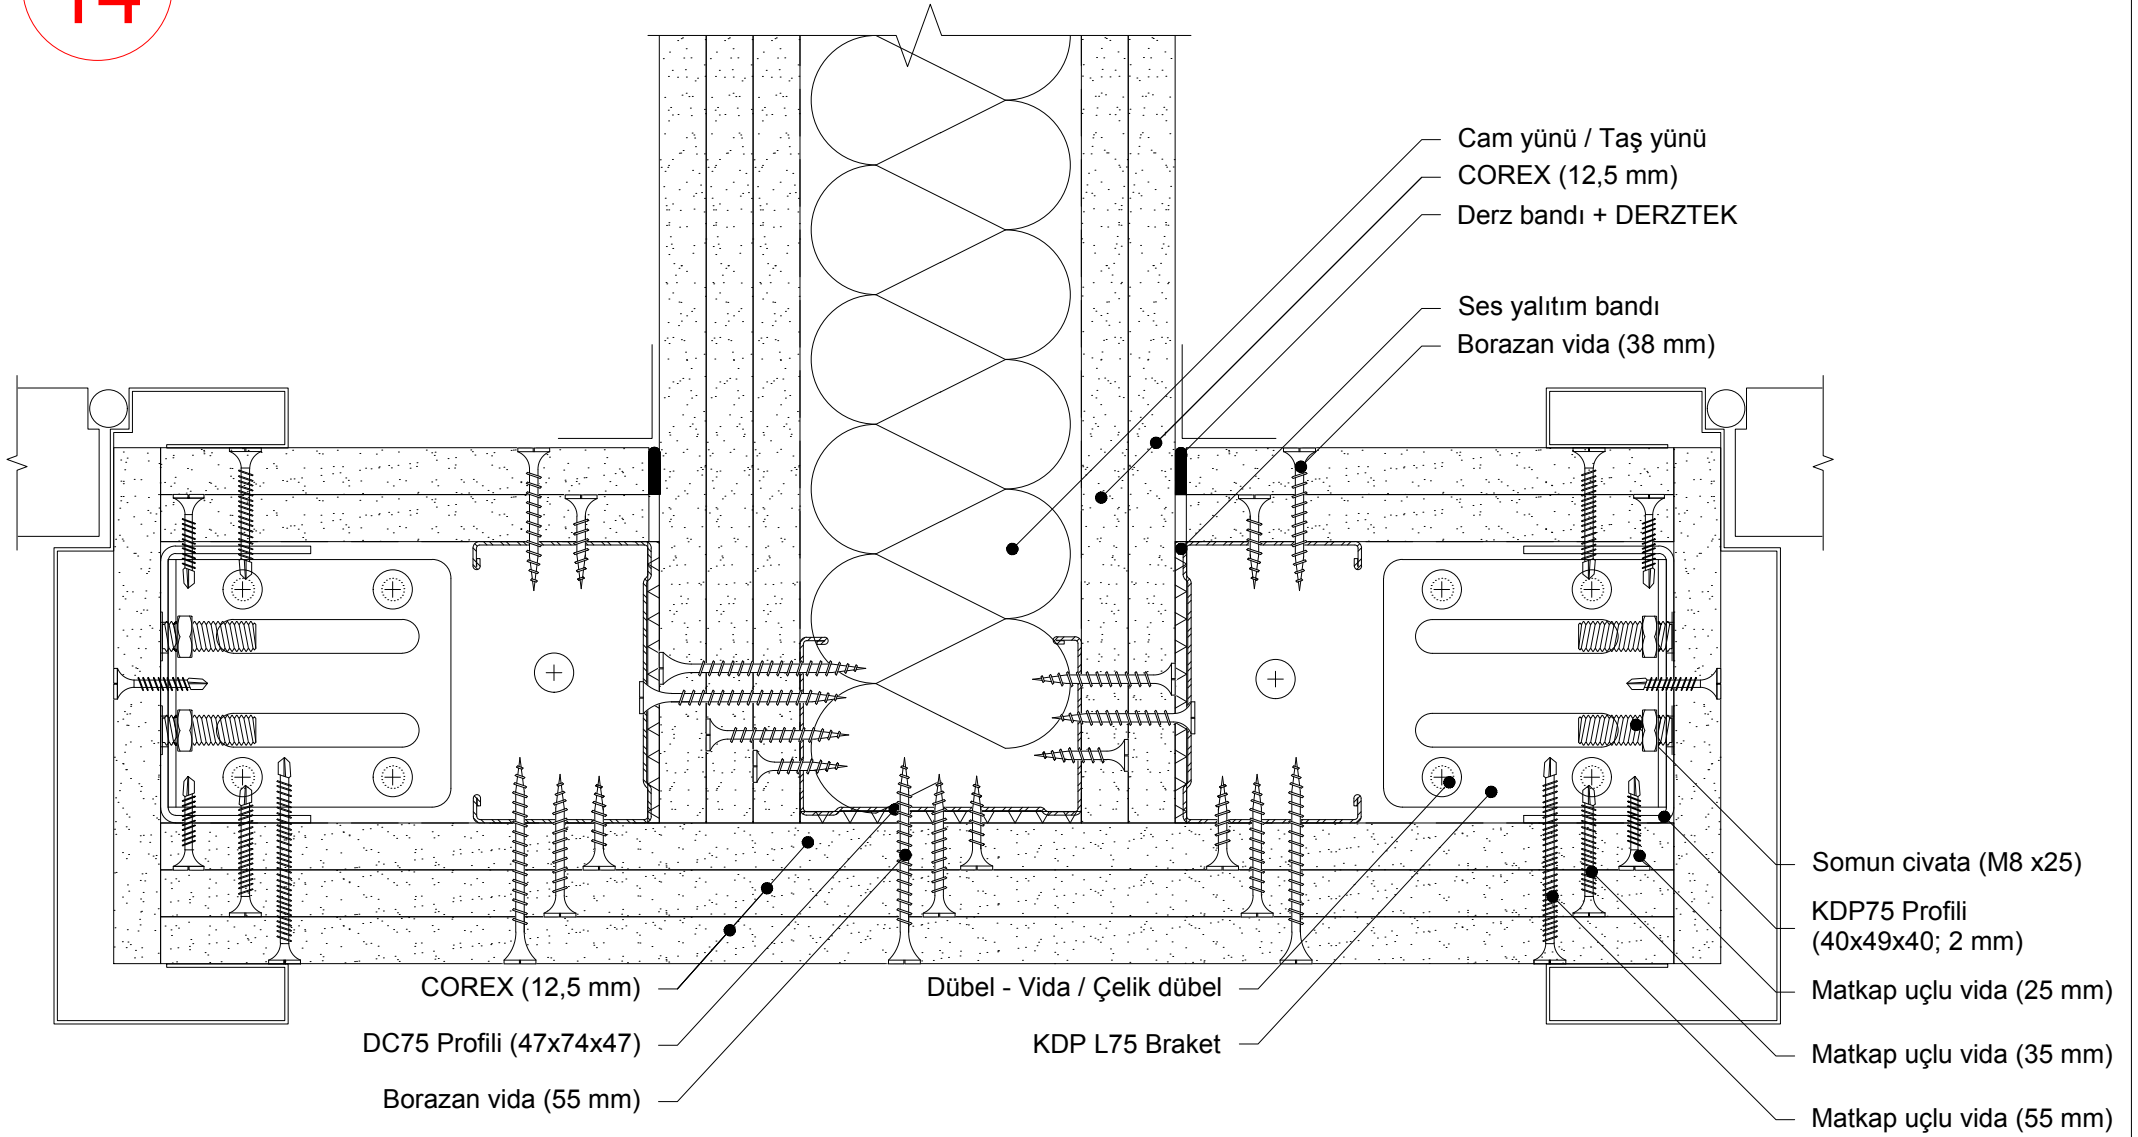 14
Cam yünü / Taş yünü
COREX (12,5 mm)
Derz bandı + DERZTEK
Ses yalıtım bandı
Borazan vida (38 mm)
Somun civata (M8 x25)
KDP75 Profili
(40x49x40; 2 mm)
Matkap uçlu vida (25 mm)
Matkap uçlu vida (35 mm)
Matkap uçlu vida (55 mm)
COREX (12,5 mm)
DC75 Profili (47x74x47)
Borazan vida (55 mm)
Dübel - Vida / Çelik dübel
KDP L75 Braket